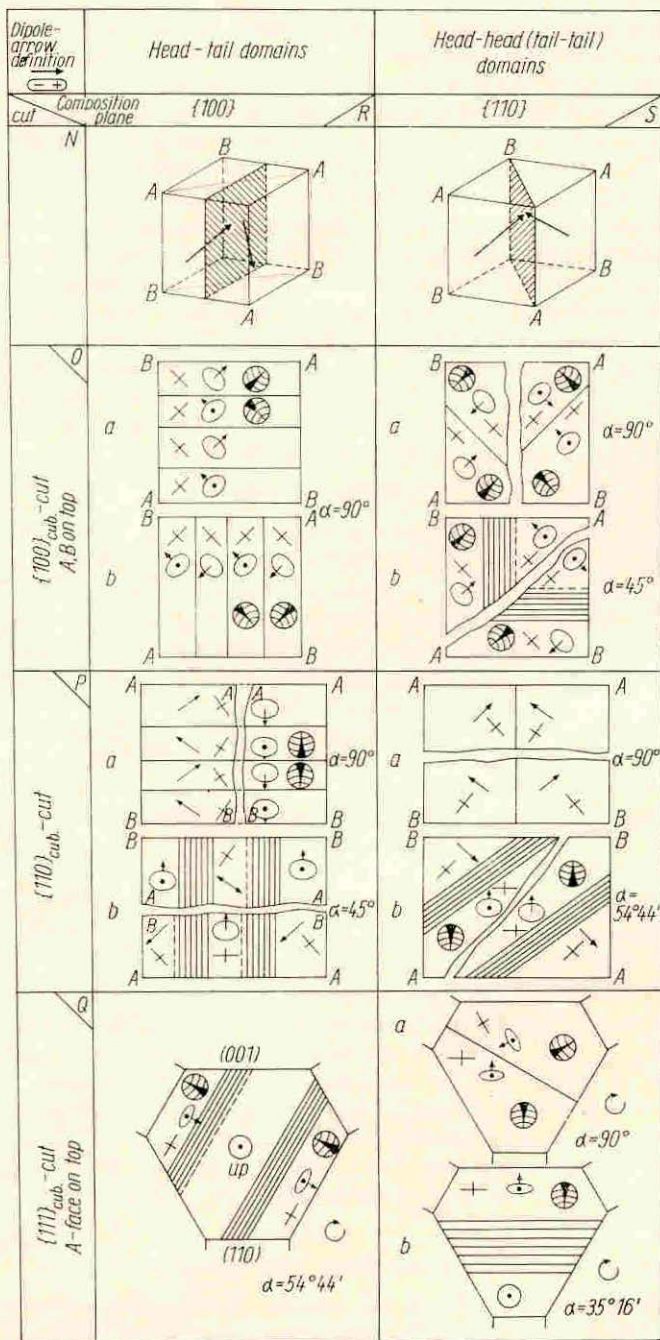 Dipole-
arrow
definition
- +
Head - tail domains
Head-head (tail-tail)
domains
cut
Composition
plane
{100}
R
{110}
S
N
B
A
A
B
B
A
B
A
A
B
B
A
O
{100}cub.-cut
A,B on top
a
B
A
A
B
α=90°
b
B
A
A
B
a
B
A
A
B
α=90°
b
B
A
A
B
α=45°
P
{110}cub.-cut
a
A
A
A
A
B
B
B
B
α=90°
b
B
B
A
A
B
B
A
A
α=45°
a
A
A
B
B
α=90°
b
B
B
A
A
α=
54°44'
Q
{111}cub.-cut
A-face on top
(001)
up
(110)
α=54°44'
a
α=90°
b
α=35°16'